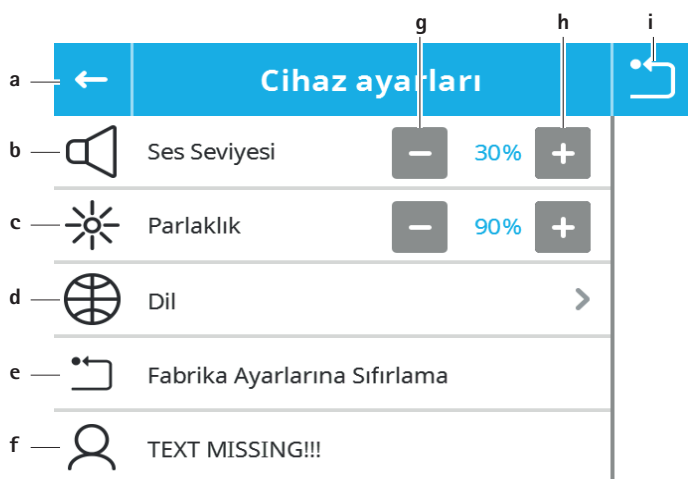 g h i
a Cihaz ayarları
b Ses Seviyesi 30%
c Parlaklık 90%
d Dil
e Fabrika Ayarlarına Sıfırlama
f TEXT MISSING!!!